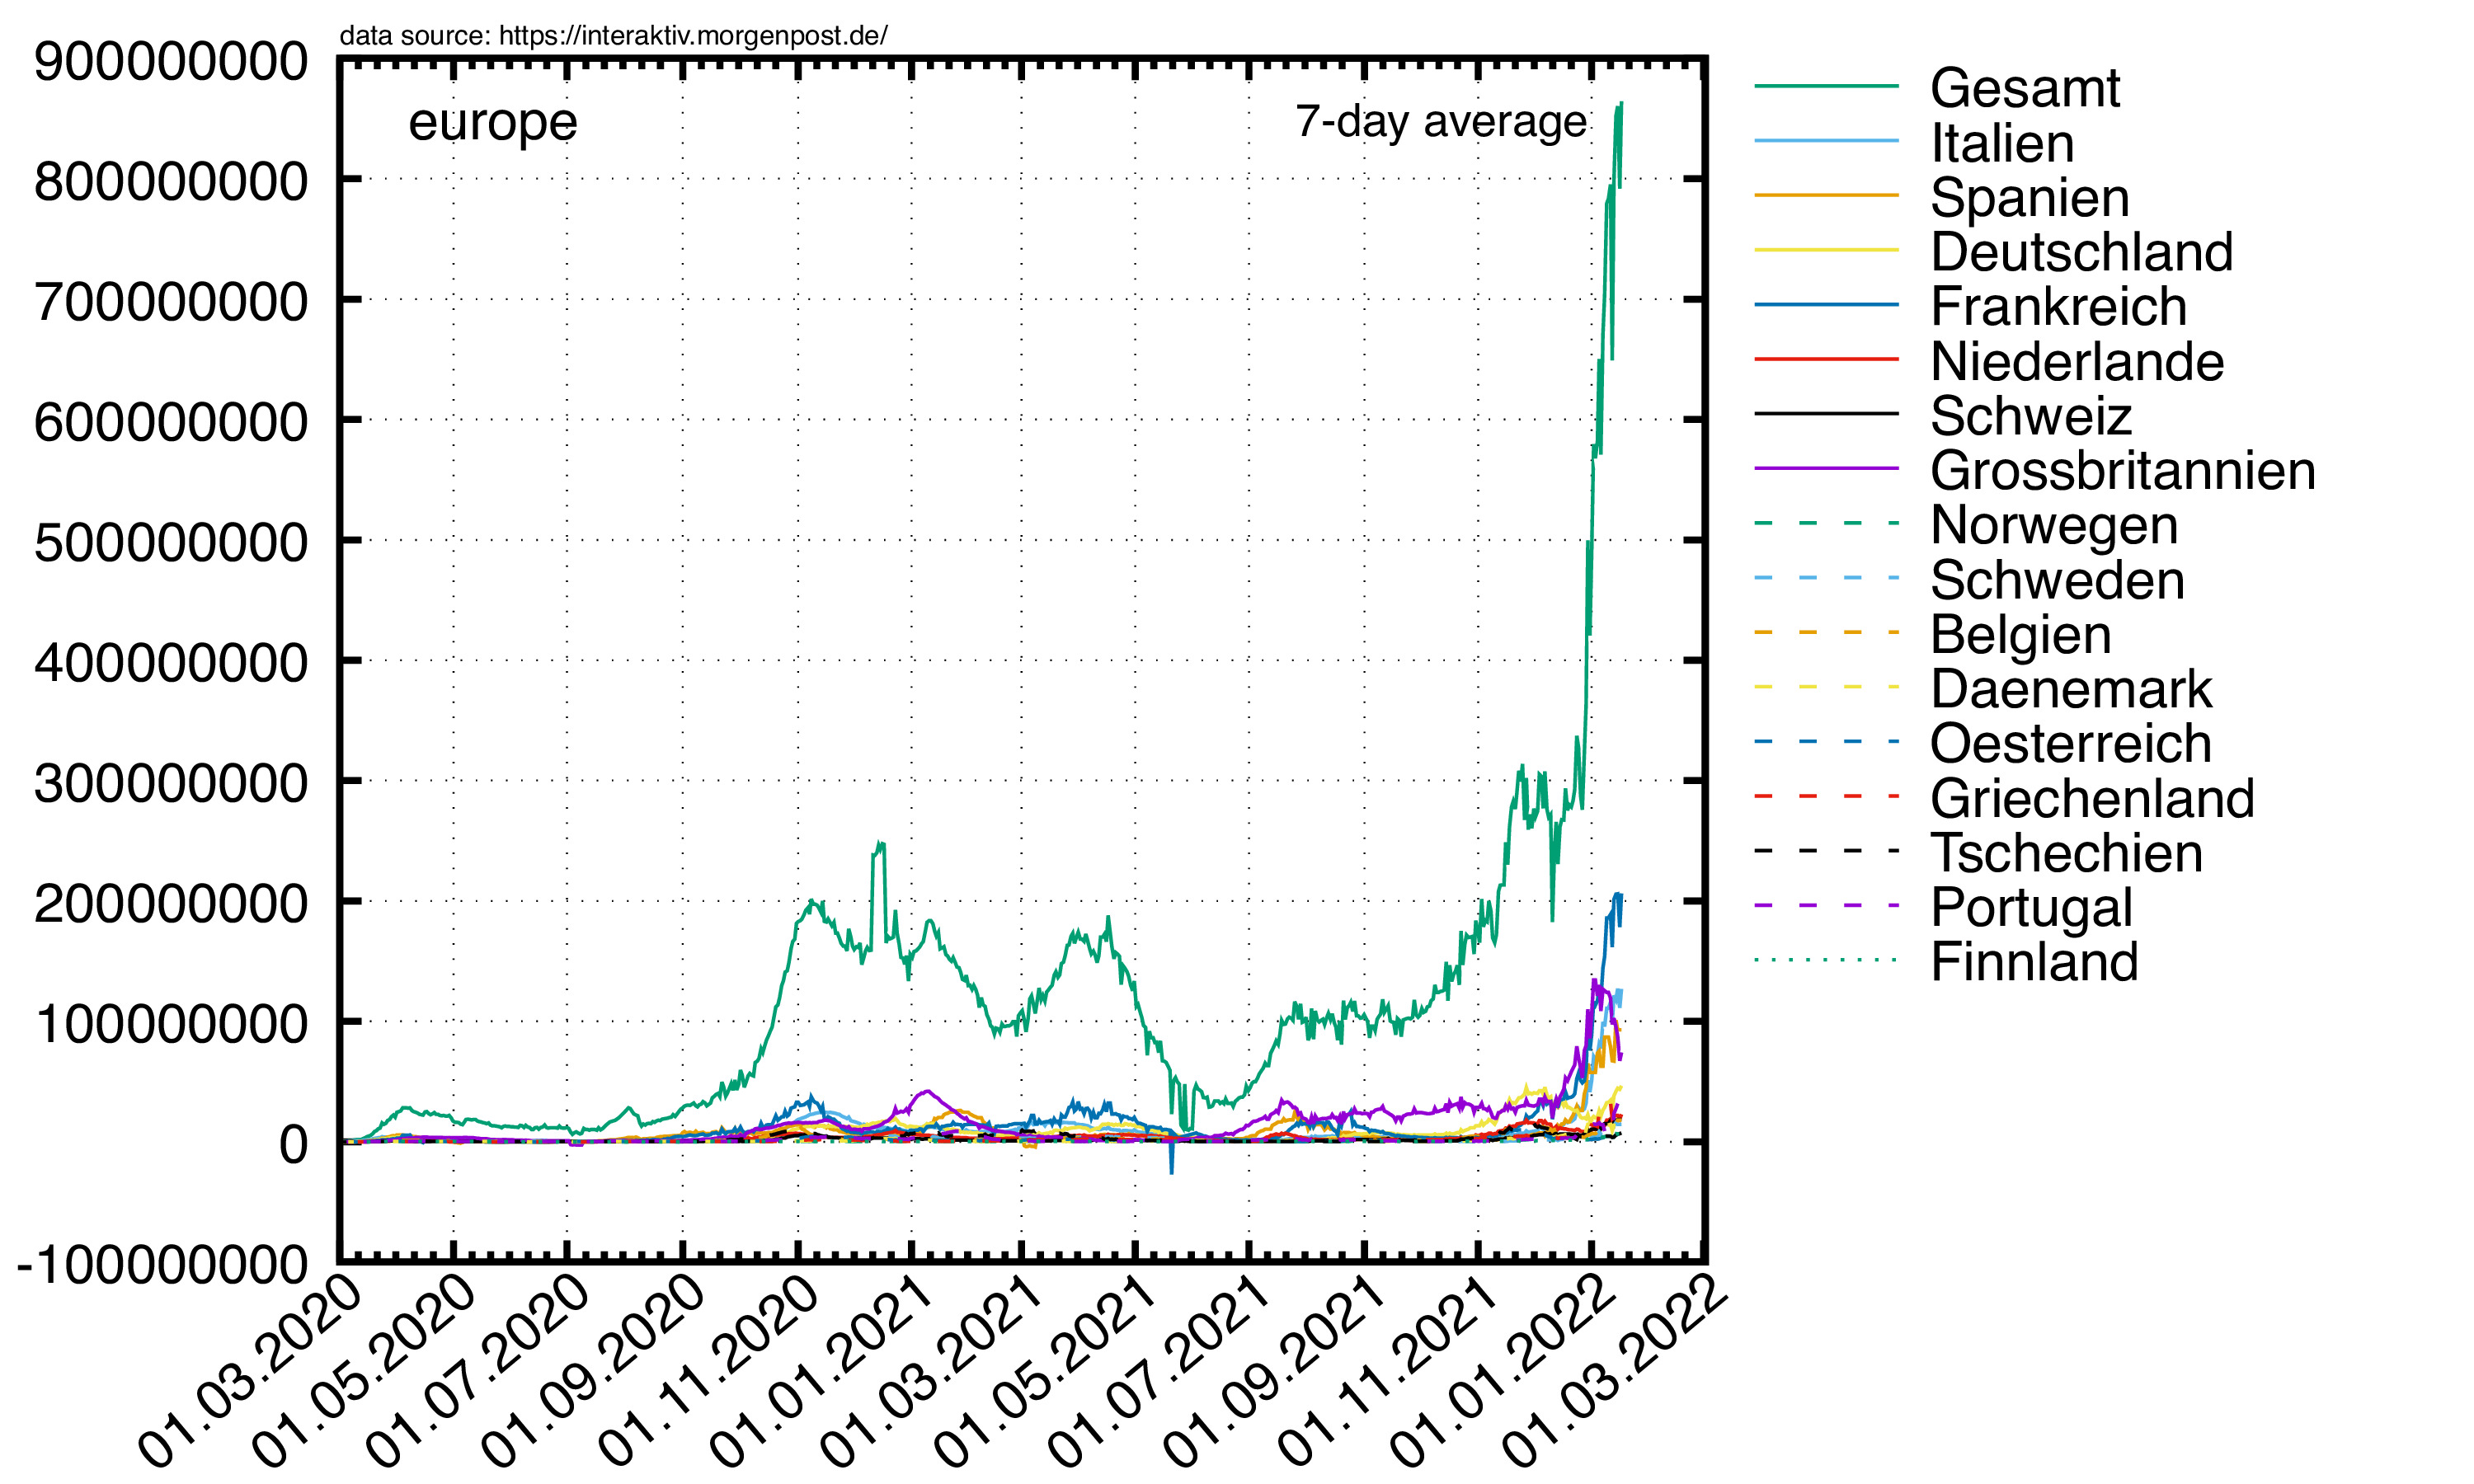 data source: https://interaktiv.morgenpost.de/
europe
7-day average
900000000
800000000
700000000
600000000
500000000
400000000
300000000
200000000
100000000
0
-100000000
01.03.2020
01.05.2020
01.07.2020
01.09.2020
01.11.2020
01.01.2021
01.03.2021
01.05.2021
01.07.2021
01.09.2021
01.11.2021
01.01.2022
01.03.2022
Gesamt
Italien
Spanien
Deutschland
Frankreich
Niederlande
Schweiz
Grossbritannien
Norwegen
Schweden
Belgien
Daenemark
Oesterreich
Griechenland
Tschechien
Portugal
Finnland